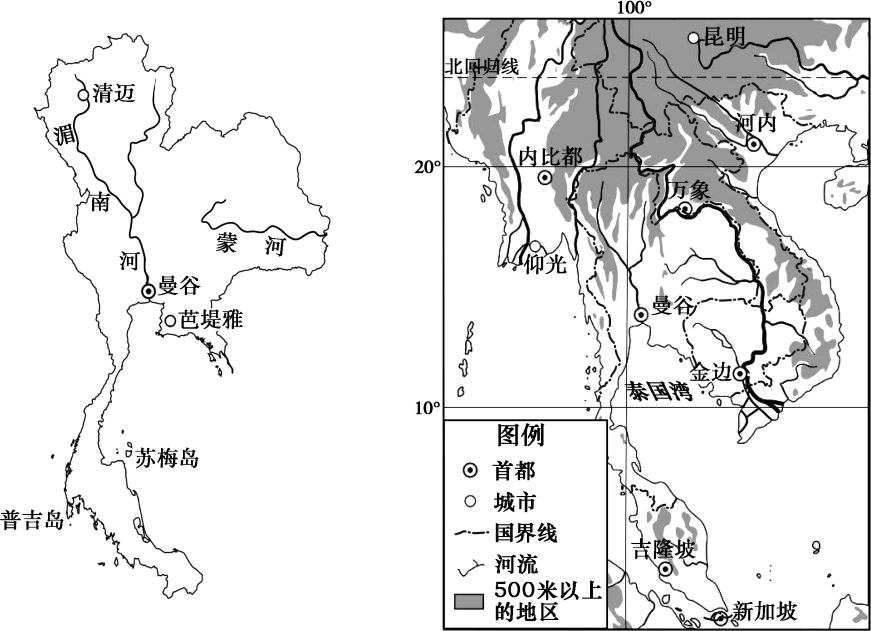 清迈
湄
南
河
蒙
河
曼谷
芭堤雅
苏梅岛
普吉岛
100°
昆明
北回归线
河内
内比都
20°
万象
仰光
曼谷
金边
泰国湾
10°
图例
首都
城市
国界线
河流
500米以上
的地区
吉隆坡
新加坡